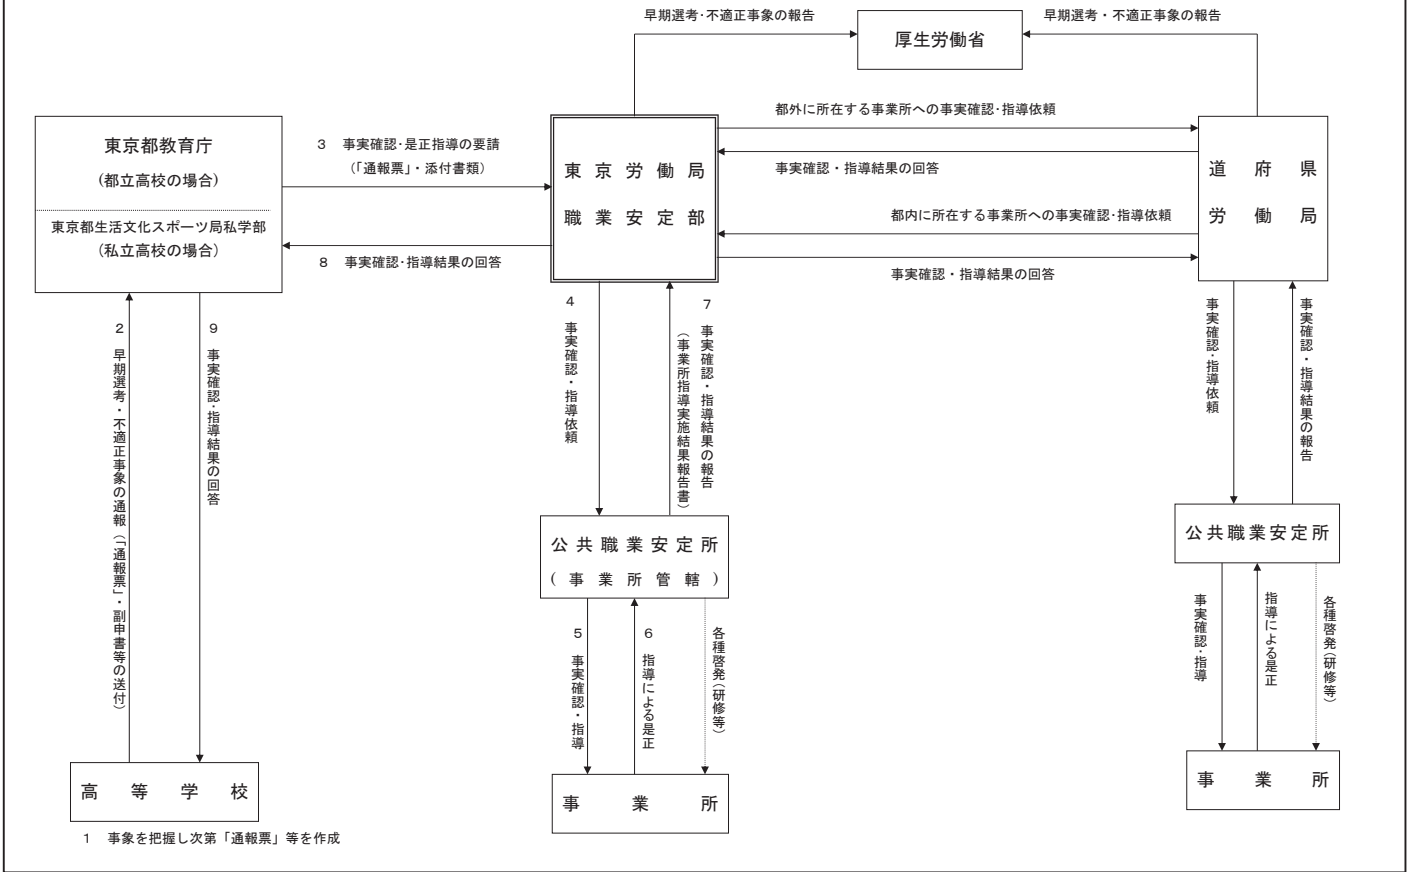 早期選考･不適正事象の報告
早期選考・不適正事象の報告
厚生労働省
東京都教育庁
(都立高校の場合)
東京都生活文化スポーツ局私学部
(私立高校の場合)
3 事実確認･是正指導の要請
(「通報票」・添付書類)
8 事実確認･指導結果の回答
東京労働局
職業安定部
都外に所在する事業所への事実確認･指導依頼
事実確認・指導結果の回答
都内に所在する事業所への事実確認･指導依頼
事実確認・指導結果の回答
道府県
労働局
2 早期選考・不適正事象の通報(「通報票」・副申書等の送付)
9 事実確認･指導結果の回答
4 事実確認・指導依頼
7 事実確認・指導結果の報告
(事業所指導実施結果報告書)
事実確認･指導依頼
事実確認・指導結果の報告
公共職業安定所
(事業所管轄)
公共職業安定所
5 事実確認・指導
6 指導による是正
各種啓発(研修等)
事実確認･指導
指導による是正
各種啓発(研修等)
高等学校
事業所
事業所
1 事象を把握し次第「通報票」等を作成